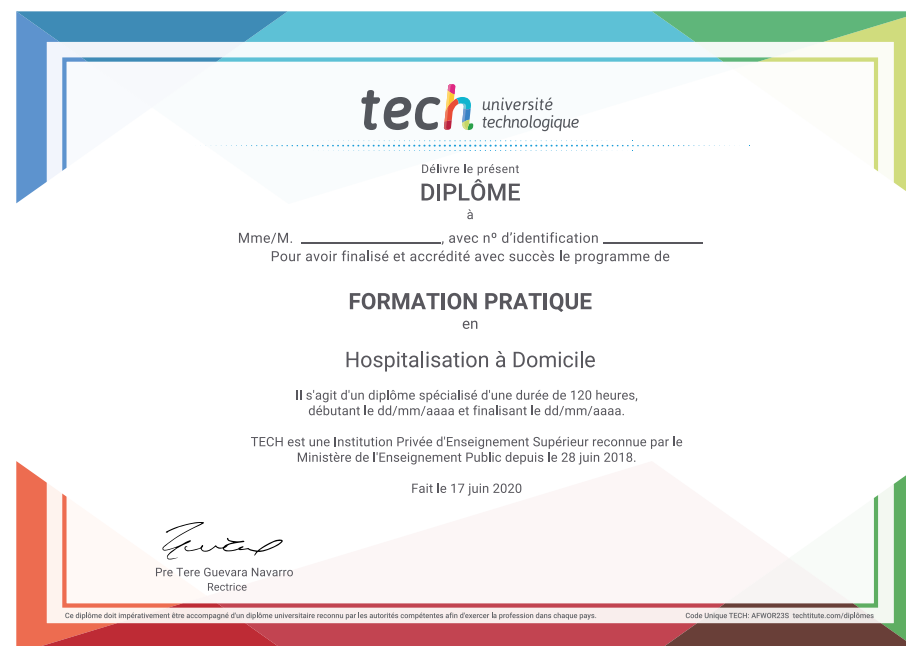 tech université
technologique
Délivre le présent
DIPLÔME
à
Mme/M. ____________________, avec nº d'identification ______________
Pour avoir finalisé et accrédité avec succès le programme de
FORMATION PRATIQUE
en
Hospitalisation à Domicile
Il s'agit d'un diplôme spécialisé d'une durée de 120 heures,
débutant le dd/mm/aaaa et finalisant le dd/mm/aaaa.
TECH est une Institution Privée d'Enseignement Supérieur reconnue par le
Ministère de l'Enseignement Public depuis le 28 juin 2018.
Fait le 17 juin 2020
Pre Tere Guevara Navarro
Rectrice
Ce diplôme doit impérativement être accompagné d'un diplôme universitaire reconnu par les autorités compétentes afin d'exercer la profession dans chaque pays.
Code Unique TECH: AFWOR23S techtitute.com/diplômes